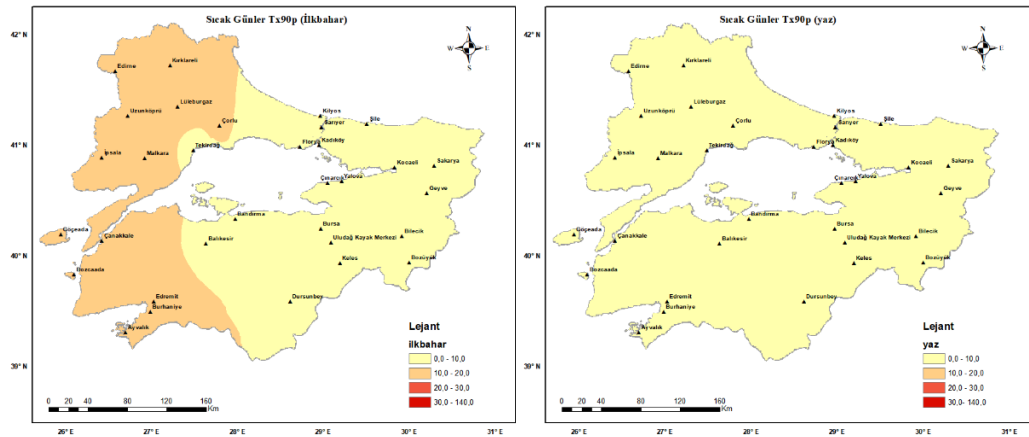 Sıcak Günler Tx90p (İlkbahar)
42° N
41° N
40° N
39° N
N
W
E
S
Edirne
Kırklareli
Uzunköprü
Lüleburgaz
Çorlu
Kilyos
Şile
Sarıyer
İpsala
Malkara
Tekirdağ
Florya
Kadıköy
Kocaeli
Sakarya
Çınarcık
Yalova
Geyve
Gökçeada
Çanakkale
Bandırma
Bursa
Balıkesir
Uludağ Kayak Merkezi
Bilecik
Bozcaada
Keles
Bozüyük
Edremit
Burhaniye
Dursunbey
Ayvalık
Lejant
ilkbahar
0,0 - 10,0
10,0 - 20,0
20,0 - 30,0
30,0 - 140,0
0 20 40 80 120 160
Km
26° E 27° E 28° E 29° E 30° E 31° E
Sıcak Günler Tx90p (yaz)
42° N
41° N
40° N
39° N
N
W
E
S
Edirne
Kırklareli
Uzunköprü
Lüleburgaz
Çorlu
Kilyos
Şile
Sarıyer
İpsala
Malkara
Tekirdağ
Florya
Kadıköy
Kocaeli
Sakarya
Çınarcık
Yalova
Geyve
Gökçeada
Çanakkale
Bandırma
Bursa
Balıkesir
Uludağ Kayak Merkezi
Bilecik
Bozcaada
Keles
Bozüyük
Edremit
Burhaniye
Dursunbey
Ayvalık
Lejant
yaz
0,0 - 10,0
10,0 - 20,0
20,0 - 30,0
30,0- 140,0
0 20 40 80 120 160
Km
26° E 27° E 28° E 29° E 30° E 31° E